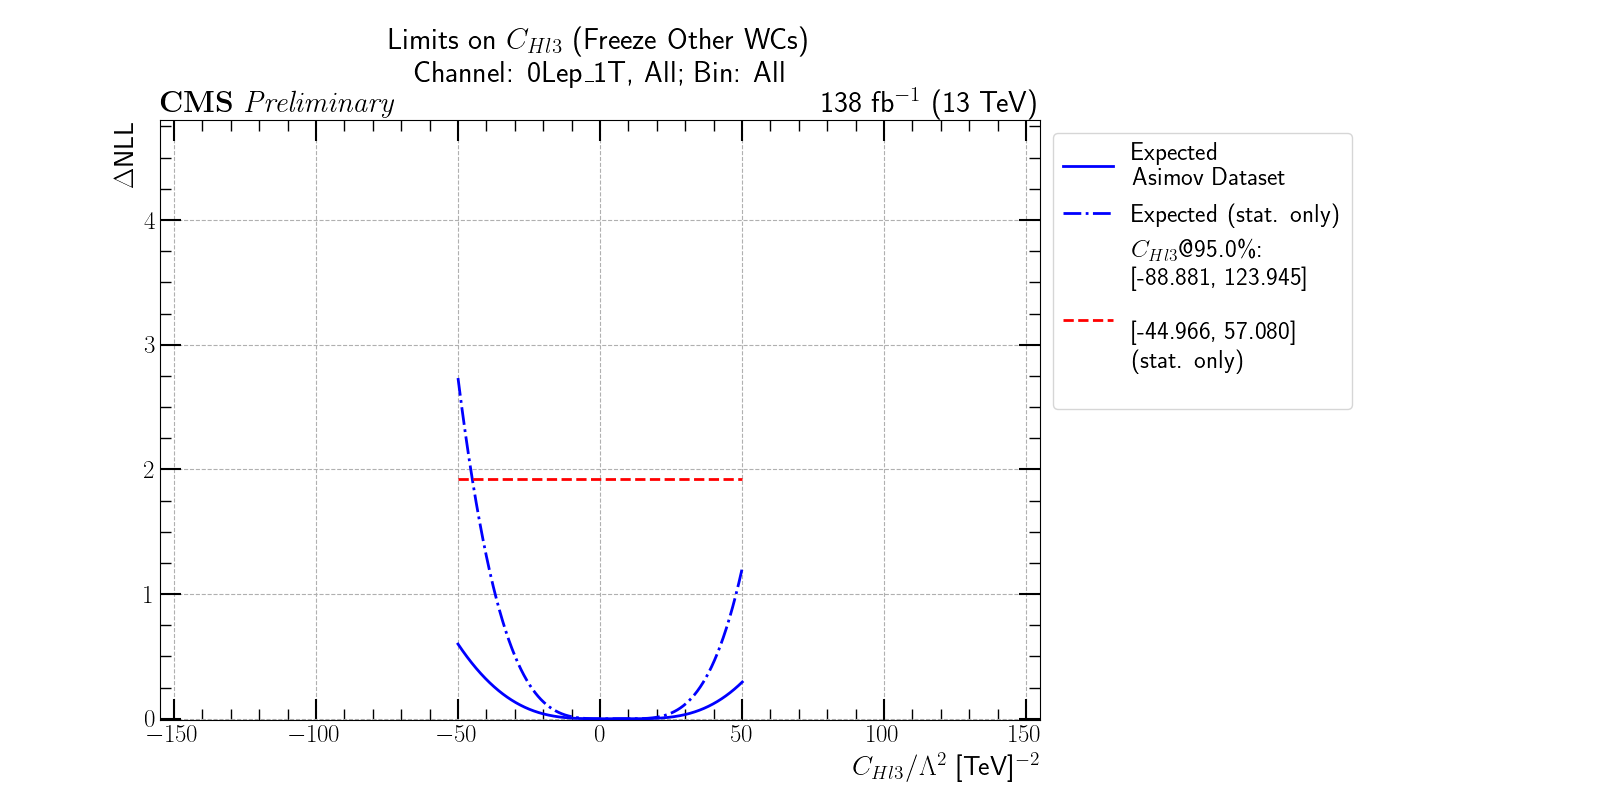 Limits on C_{Hl3} (Freeze Other WCs)
Channel: 0Lep_1T, All; Bin: All
CMS Preliminary 138 fb⁻¹ (13 TeV)
ΔNLL
4
3
2
1
0
−150 −100 −50 0 50 100 150
C_{Hl3}/Λ² [TeV]⁻²
Expected
Asimov Dataset
Expected (stat. only)
C_{Hl3}@95.0%:
[-88.881, 123.945]
[-44.966, 57.080]
(stat. only)